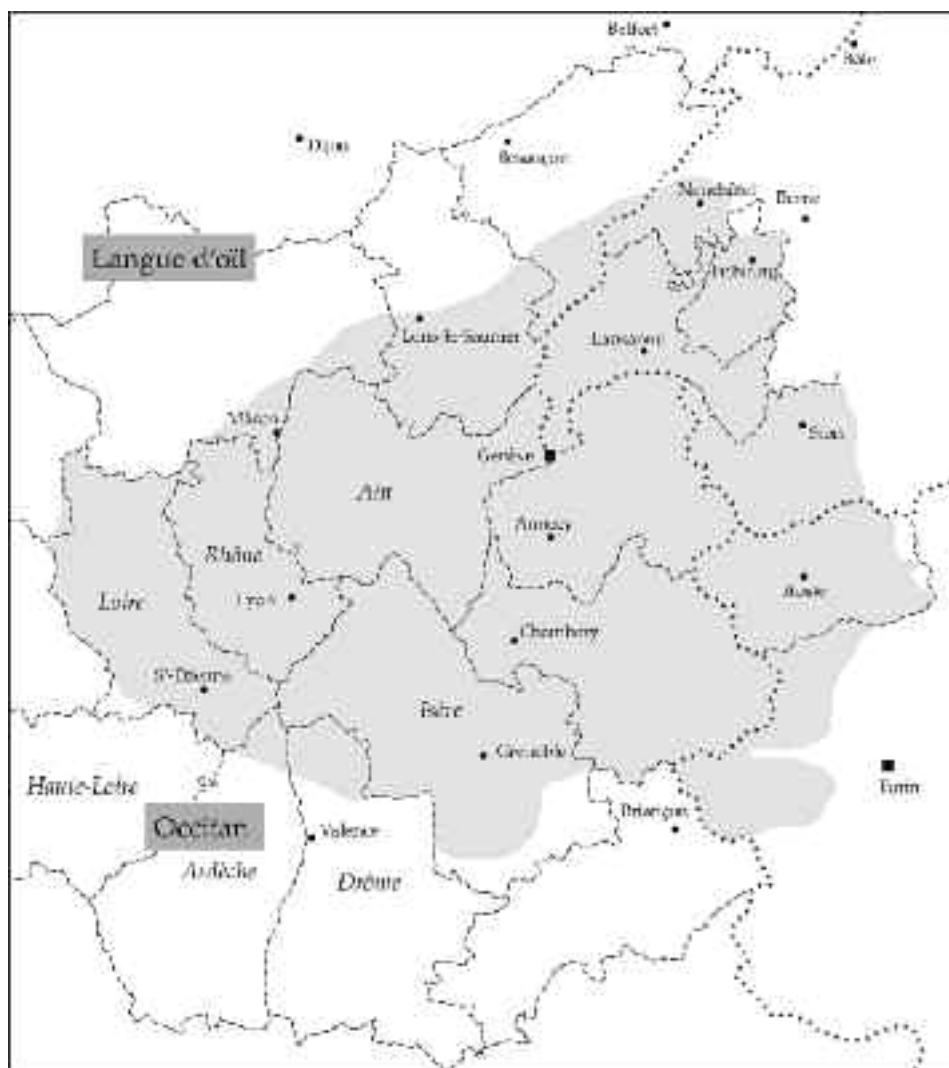 Belfort
Bâle
Dijon
Besançon
Neuchâtel
Berne
Langue d'oïl
Fribourg
Lons-le-Saunier
Lausanne
Mâcon
Sion
Genève
Ain
Annecy
Rhône
Aoste
Loire
Lyon
Chambéry
St-Etienne
Isère
Grenoble
Haute-Loire
Turin
Briançon
Occitan
Valence
Ardèche
Drôme